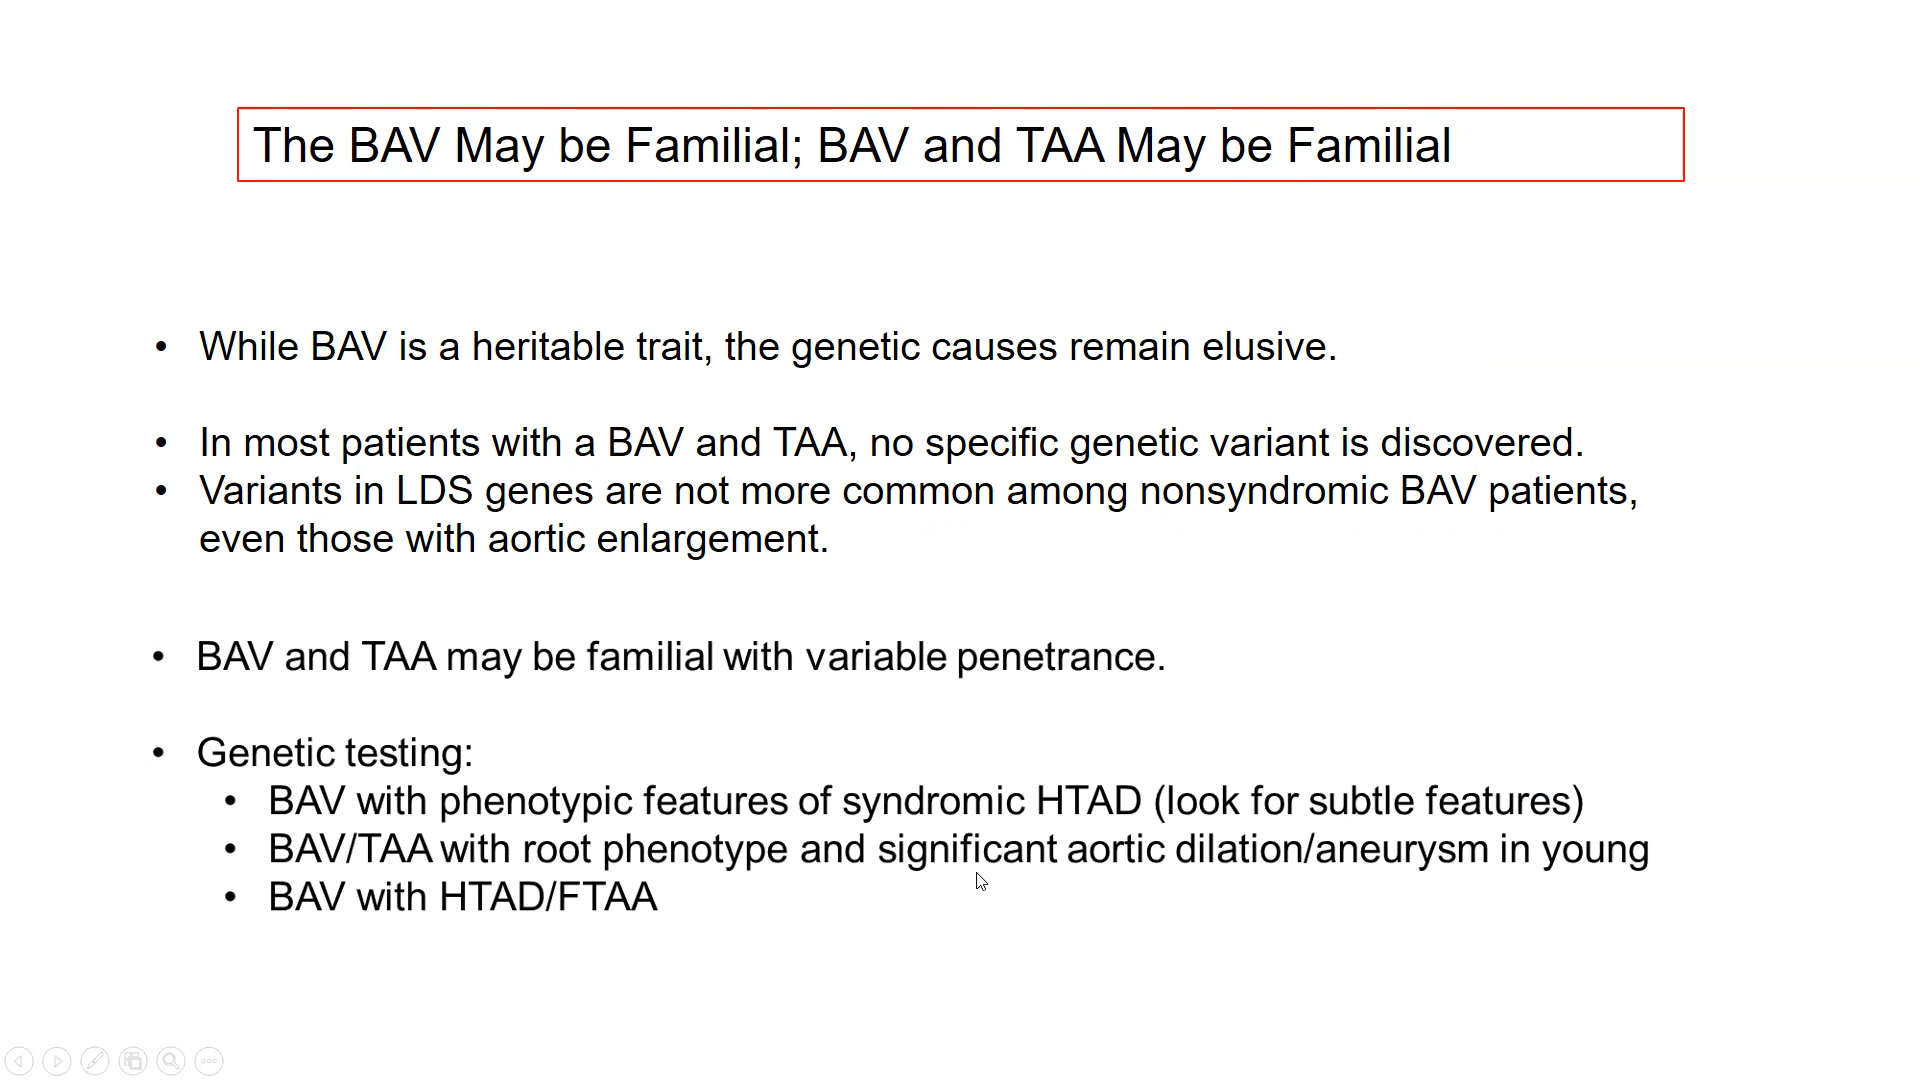 The BAV May be Familial; BAV and TAA May be Familial
• While BAV is a heritable trait, the genetic causes remain elusive.
• In most patients with a BAV and TAA, no specific genetic variant is discovered.
• Variants in LDS genes are not more common among nonsyndromic BAV patients,
even those with aortic enlargement.
• BAV and TAA may be familial with variable penetrance.
• Genetic testing:
• BAV with phenotypic features of syndromic HTAD (look for subtle features)
• BAV/TAA with root phenotype and significant aortic dilation/aneurysm in young
• BAV with HTAD/FTAA